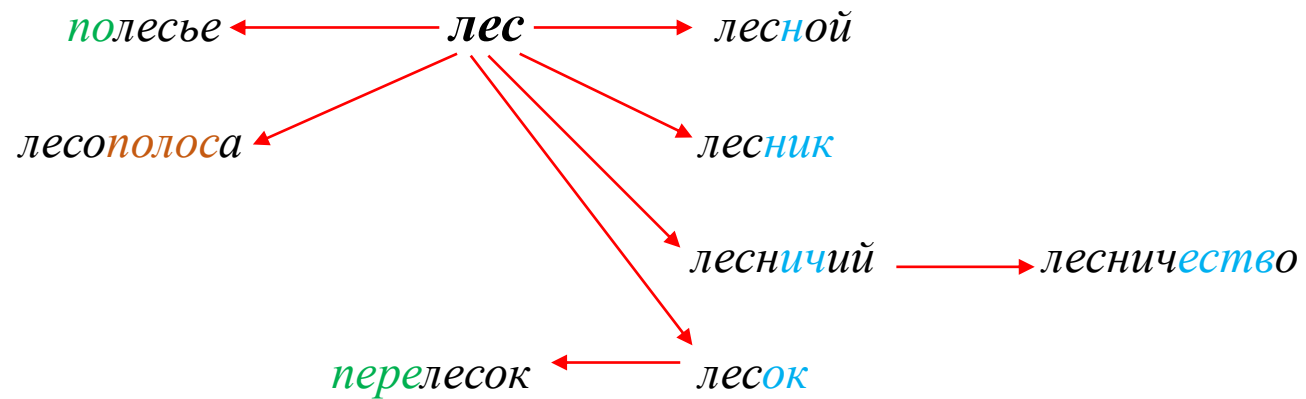 полесье лес лесной
лесополоса лесник
лесничий лесничество
перелесок лесок